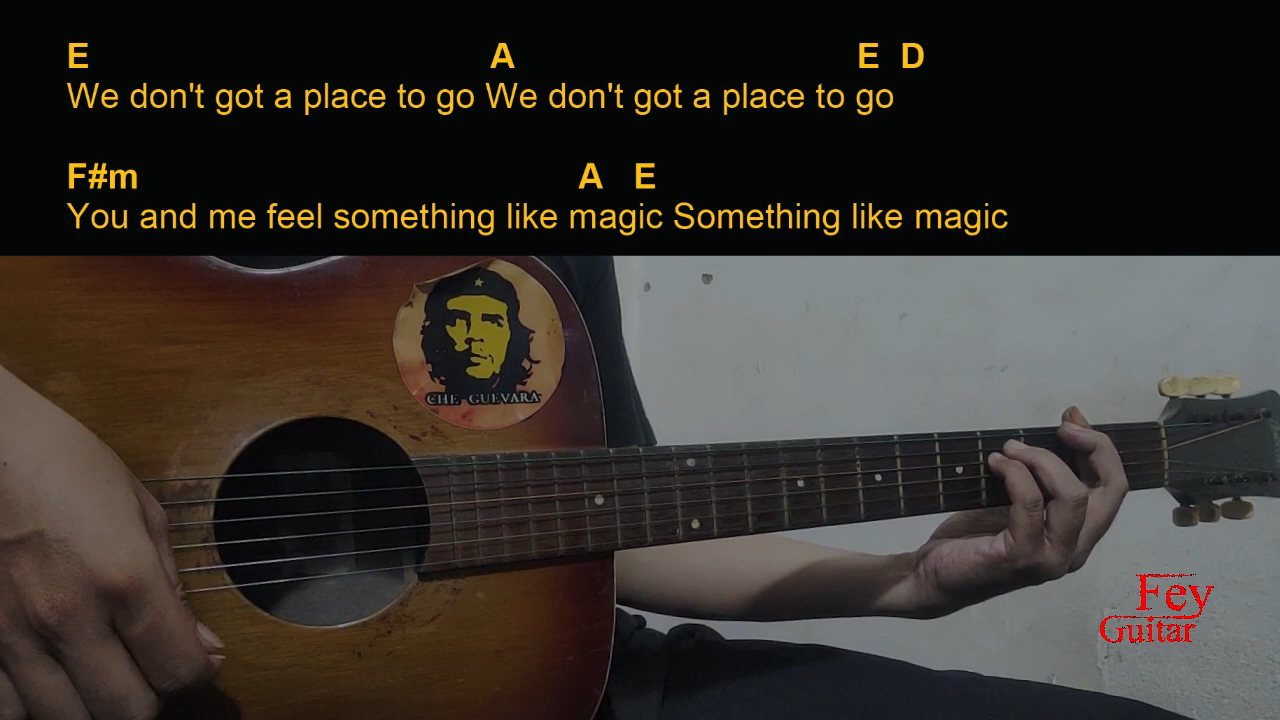 E A E D
We don't got a place to go We don't got a place to go
F#m A E
You and me feel something like magic Something like magic
CHE GUEVARA
Fey
Guitar